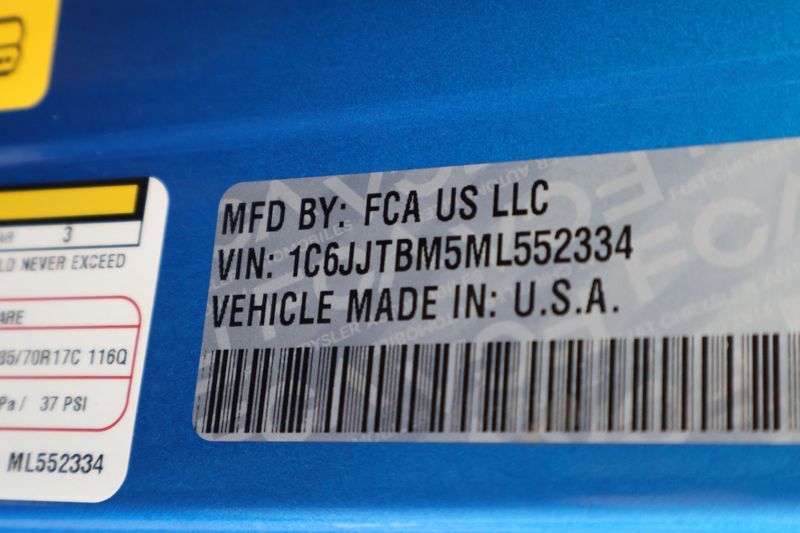 3
LD NEVER EXCEED
ARE
85/70R17C 116Q
Pa / 37 PSI
ML552334
MFD BY: FCA US LLC
VIN: 1C6JJTBM5ML552334
VEHICLE MADE IN: U.S.A.